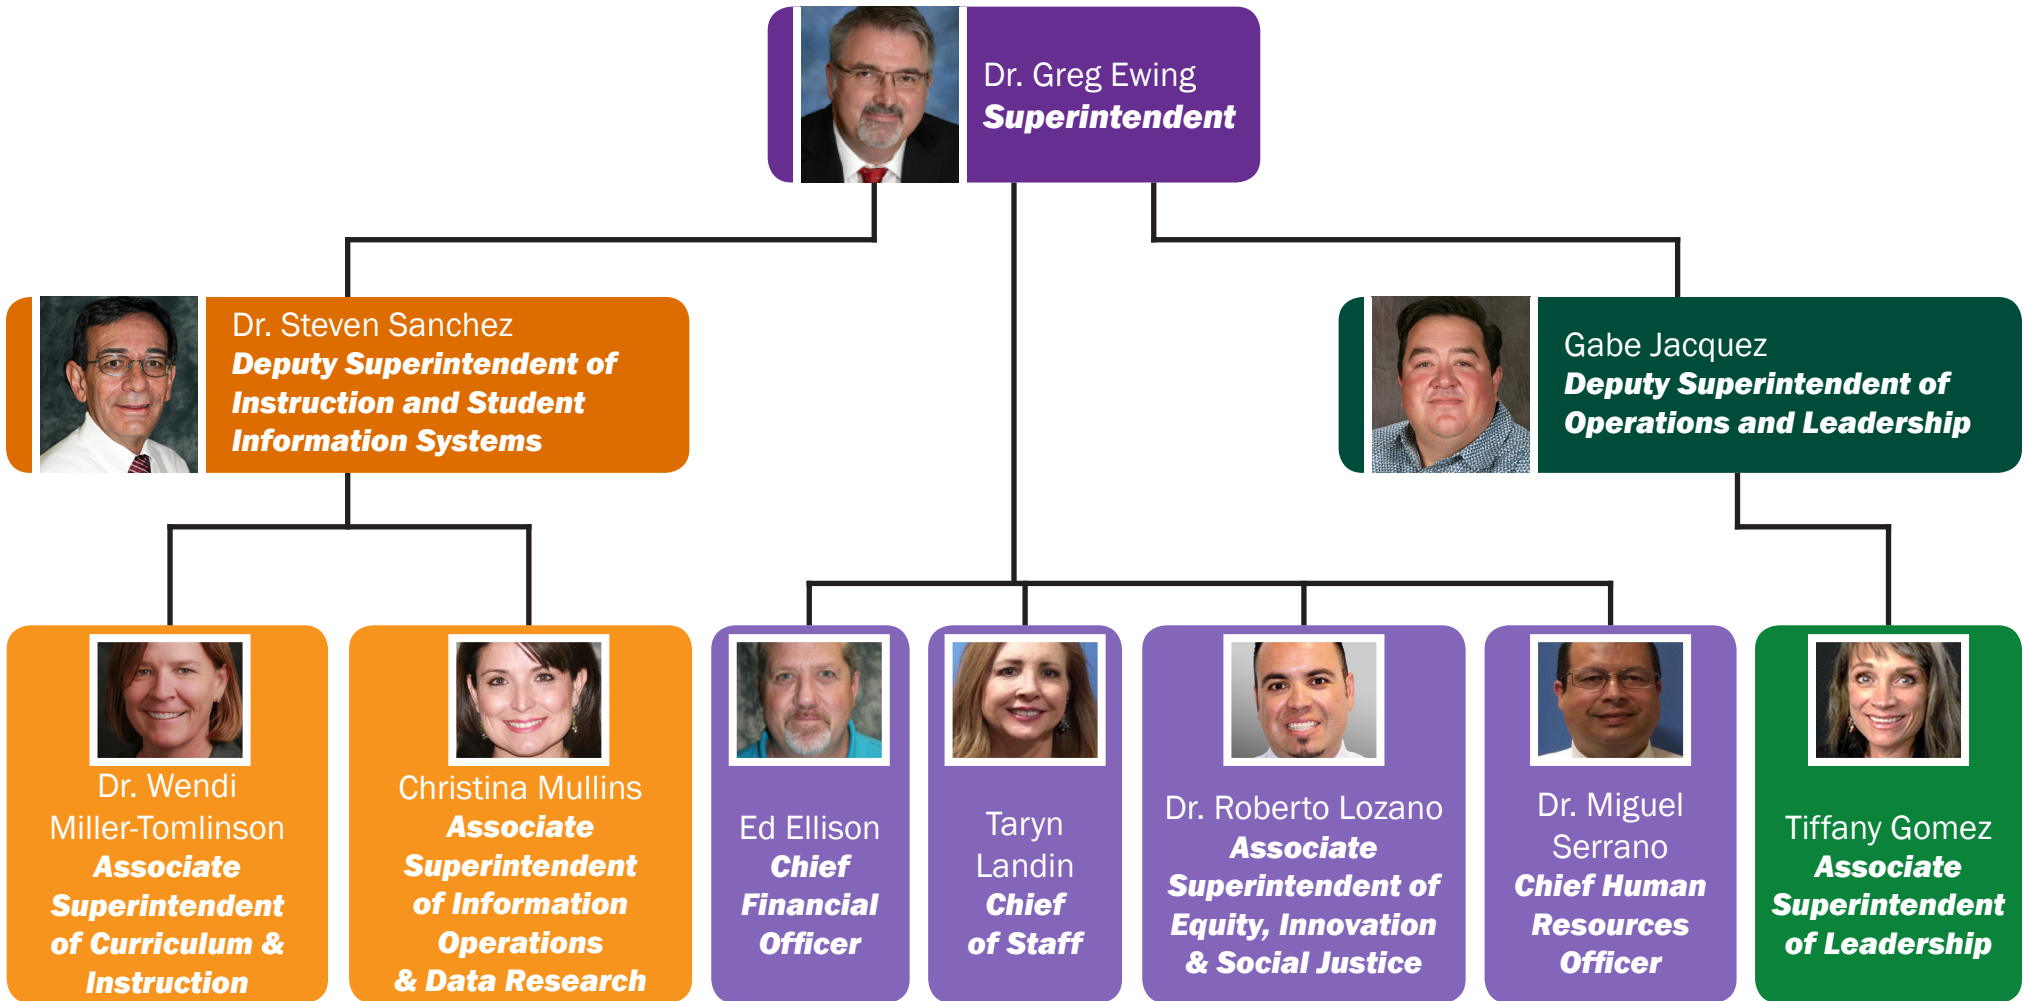 Dr. Greg Ewing
Superintendent
Dr. Steven Sanchez
Deputy Superintendent of
Instruction and Student
Information Systems
Gabe Jacquez
Deputy Superintendent of
Operations and Leadership
Dr. Wendi
Miller-Tomlinson
Associate
Superintendent
of Curriculum &
Instruction
Christina Mullins
Associate
Superintendent
of Information
Operations
& Data Research
Ed Ellison
Chief
Financial
Officer
Taryn
Landin
Chief
of Staff
Dr. Roberto Lozano
Associate
Superintendent of
Equity, Innovation
& Social Justice
Dr. Miguel
Serrano
Chief Human
Resources
Officer
Tiffany Gomez
Associate
Superintendent
of Leadership